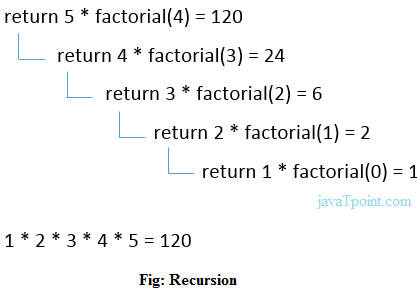 return 5 * factorial(4) = 120
return 4 * factorial(3) = 24
return 3 * factorial(2) = 6
return 2 * factorial(1) = 2
return 1 * factorial(0) = 1
javaTpoint.com
1 * 2 * 3 * 4 * 5 = 120
Fig: Recursion